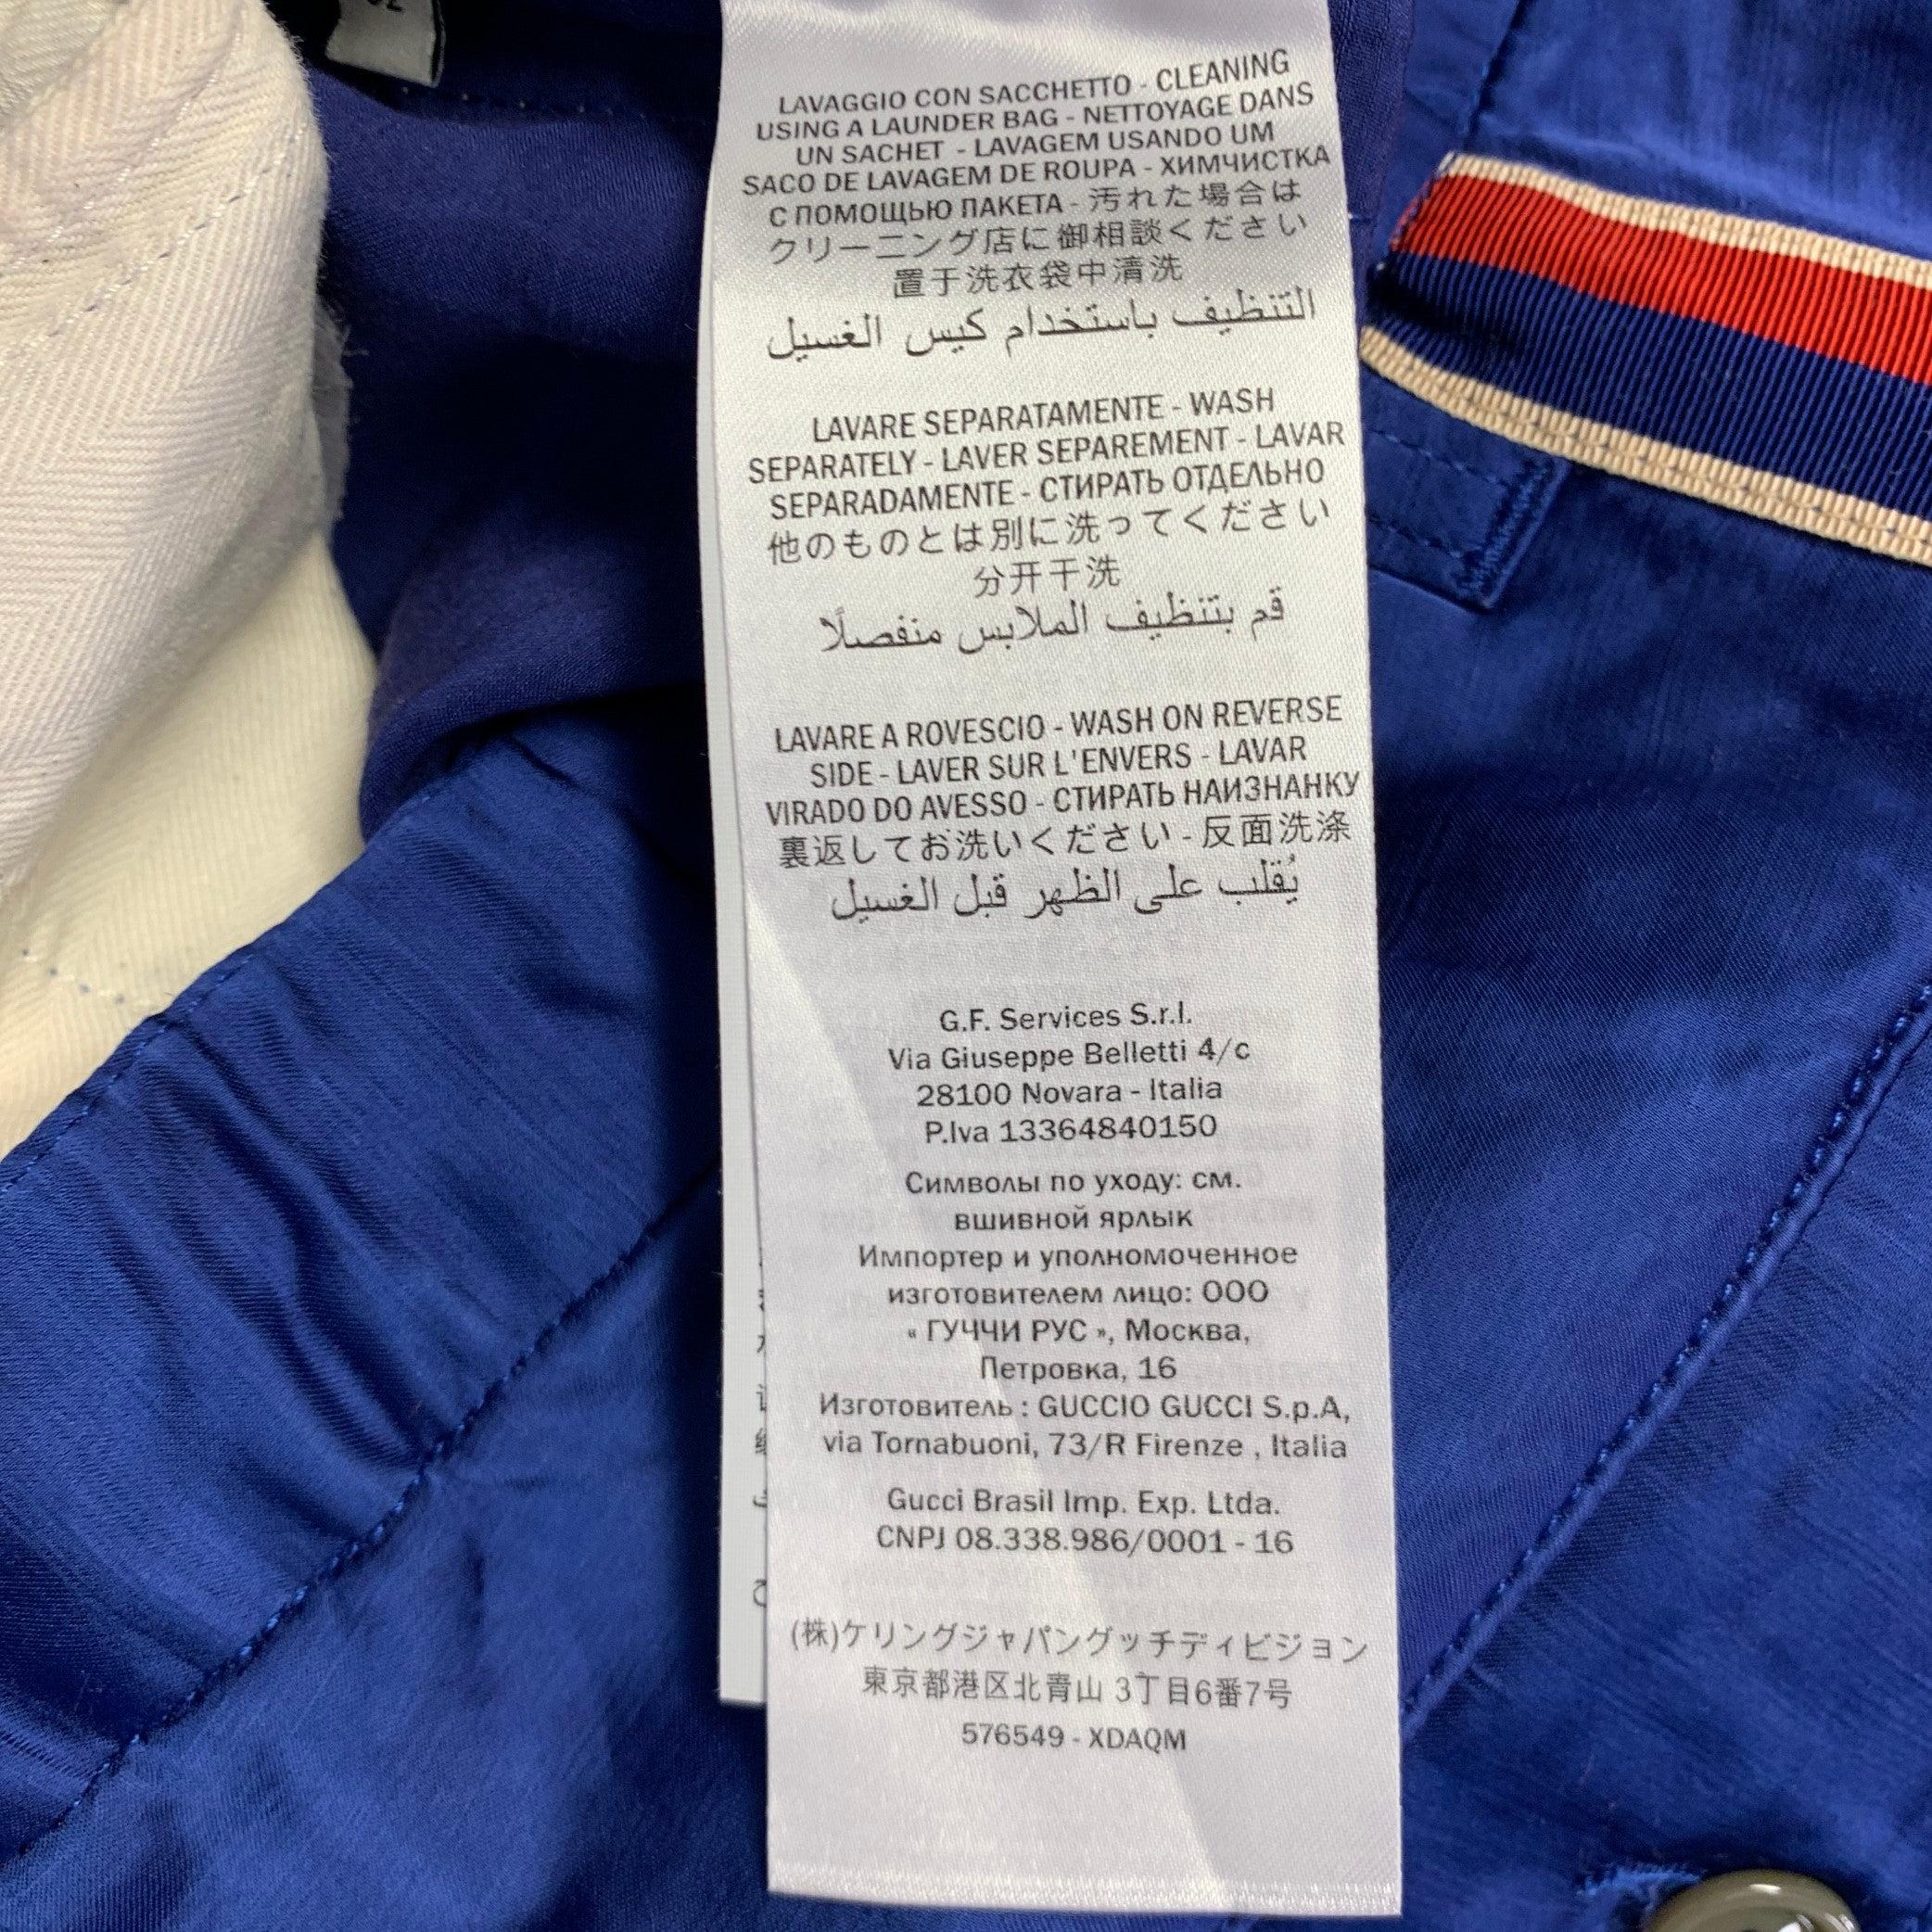 LAVAGGIO CON SACCHETTO - CLEANING
USING A LAUNDER BAG - NETTOYAGE DANS
UN SACHET - LAVAGEM USANDO UM
SACO DE LAVAGEM DE ROUPA - ХИМЧИСТКА
С ПОМОЩЬЮ ПАКЕТА - 汚れた場合は
クリーニング店に御相談ください
置于洗衣袋中清洗
التنظيف باستخدام كيس الغسيل
LAVARE SEPARATAMENTE - WASH
SEPARATELY - LAVER SEPAREMENT - LAVAR
SEPARADAMENTE - СТИРАТЬ ОТДЕЛЬНО
他のものとは別に洗ってください
分开干洗
قم بتنظيف الملابس منفصلًا
LAVARE A ROVESCIO - WASH ON REVERSE
SIDE - LAVER SUR L'ENVERS - LAVAR
VIRADO DO AVESSO - СТИРАТЬ НАИЗНАНКУ
裏返してお洗いください - 反面洗涤
يُقلب على الظهر قبل الغسيل
G.F. Services S.r.l.
Via Giuseppe Belletti 4/c
28100 Novara - Italia
P.Iva 13364840150
Символы по уходу: см.
вшивной ярлык
Импортер и уполномоченное
изготовителем лицо: ООО
« ГУЧЧИ РУС », Москва,
Петровка, 16
Изготовитель : GUCCIO GUCCI S.p.A,
via Tornabuoni, 73/R Firenze , Italia
Gucci Brasil Imp. Exp. Ltda.
CNPJ 08.338.986/0001 - 16
(株)ケリングジャパングッチディビジョン
東京都港区北青山 3丁目6番7号
576549 - XDAQM